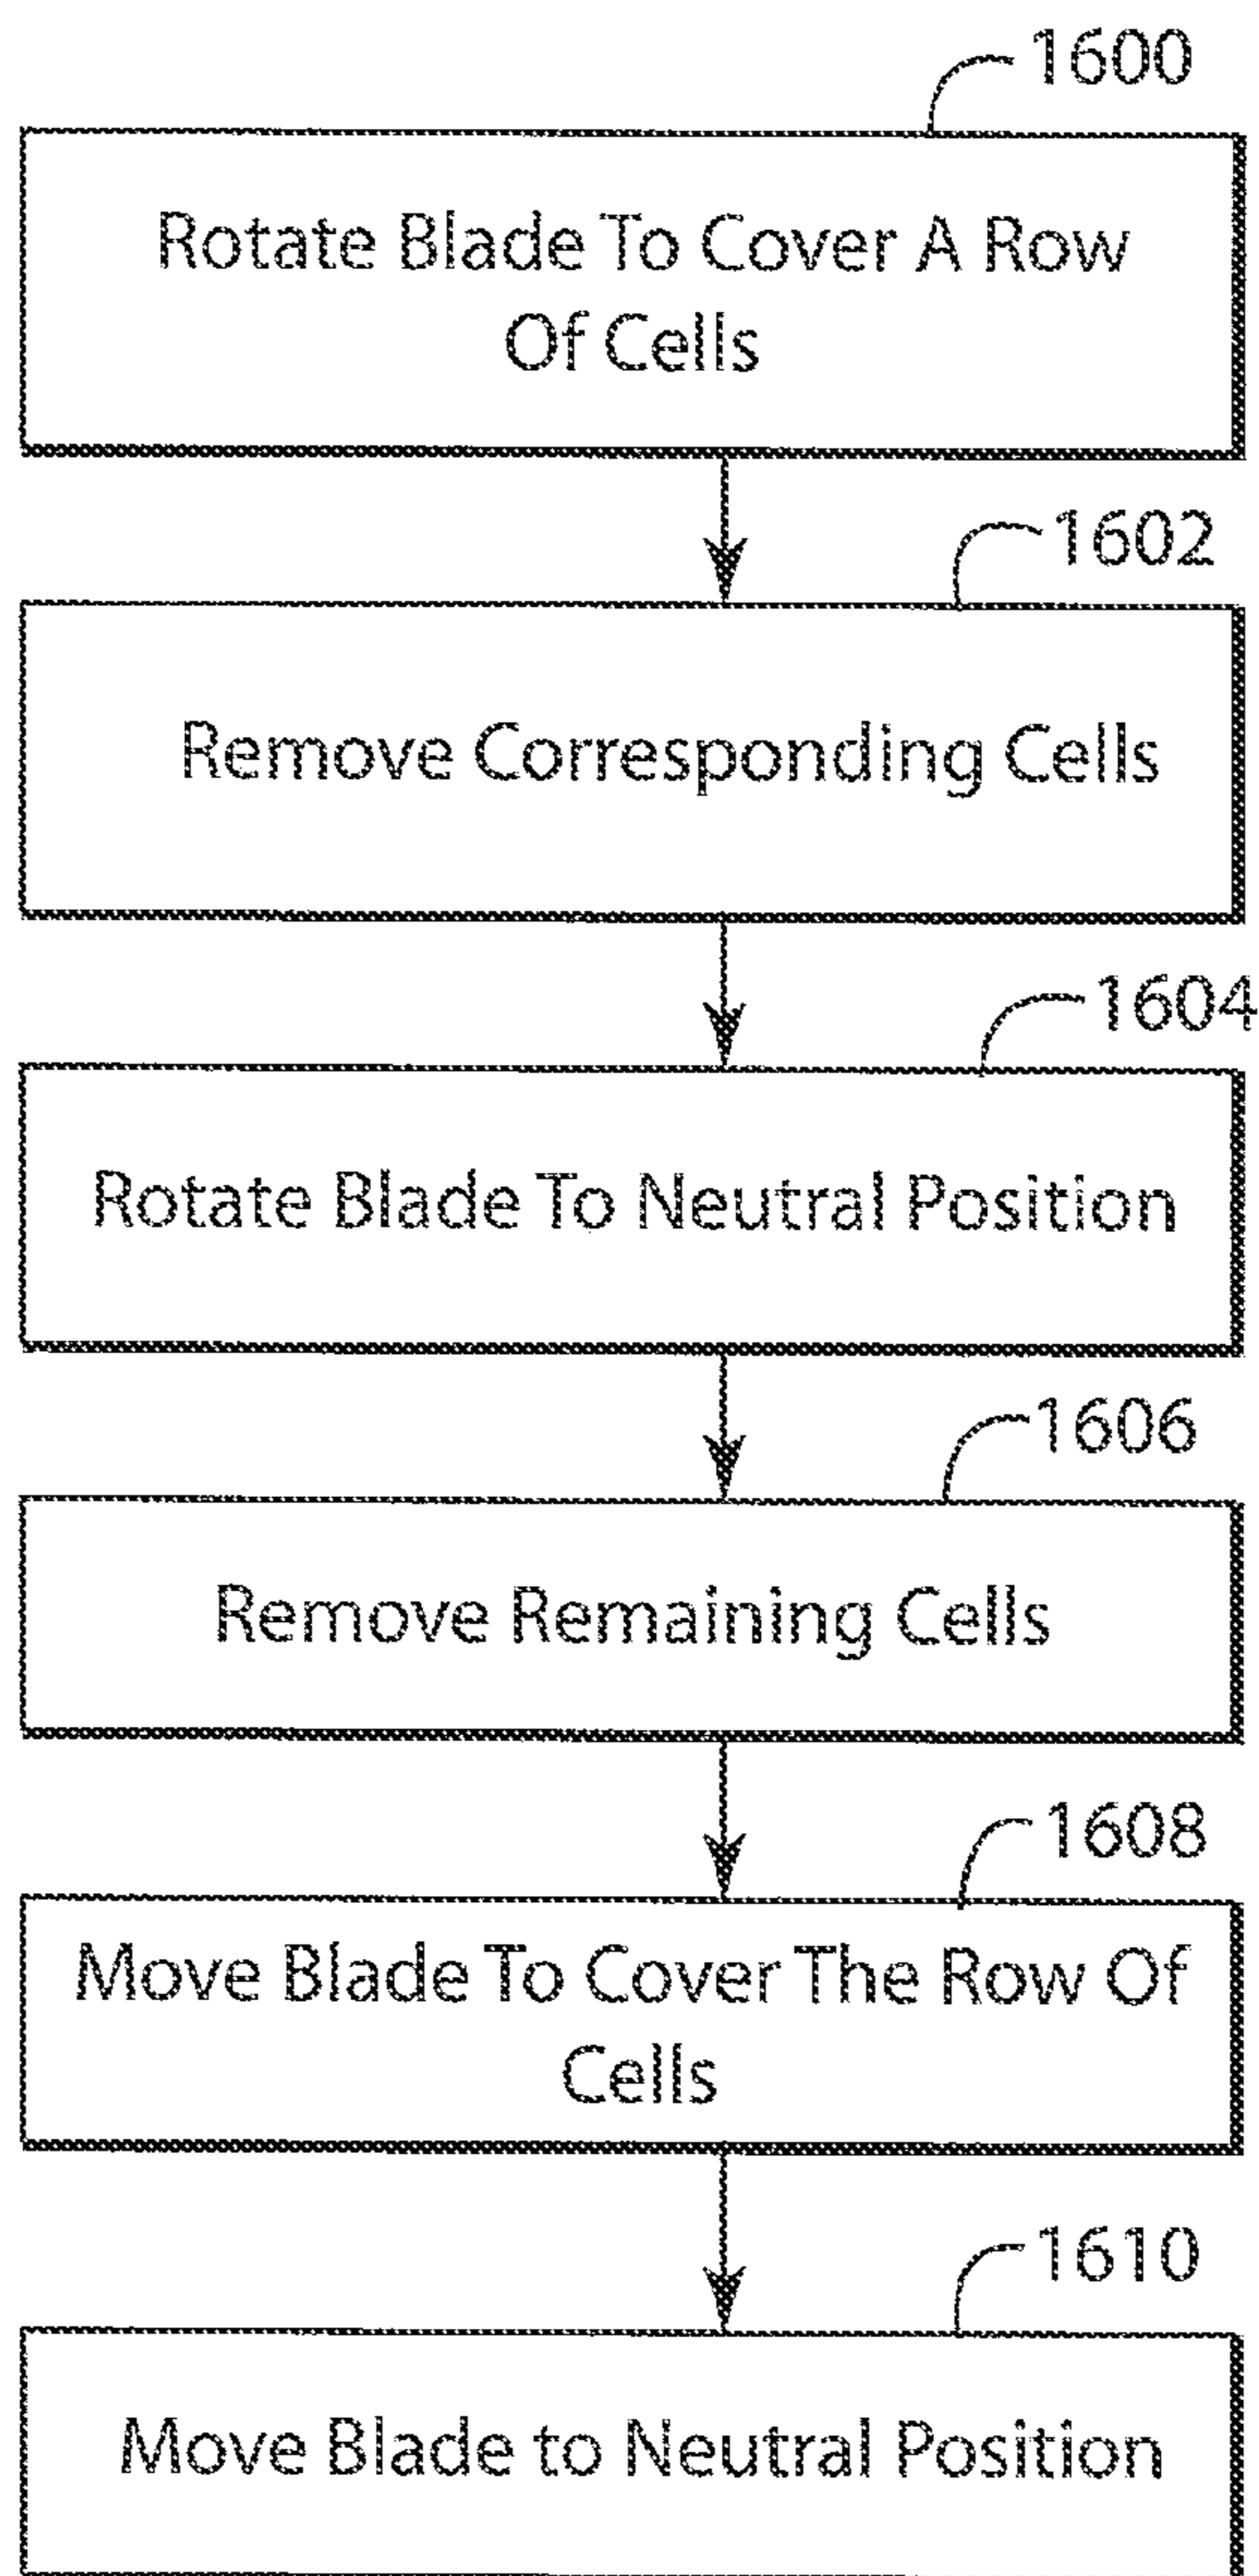 1600
Rotate Blade To Cover A Row
Of Cells
1602
Remove Corresponding Cells
1604
Rotate Blade To Neutral Position
1606
Remove Remaining Cells
1608
Move Blade To Cover The Row Of
Cells
1610
Move Blade to Neutral Position